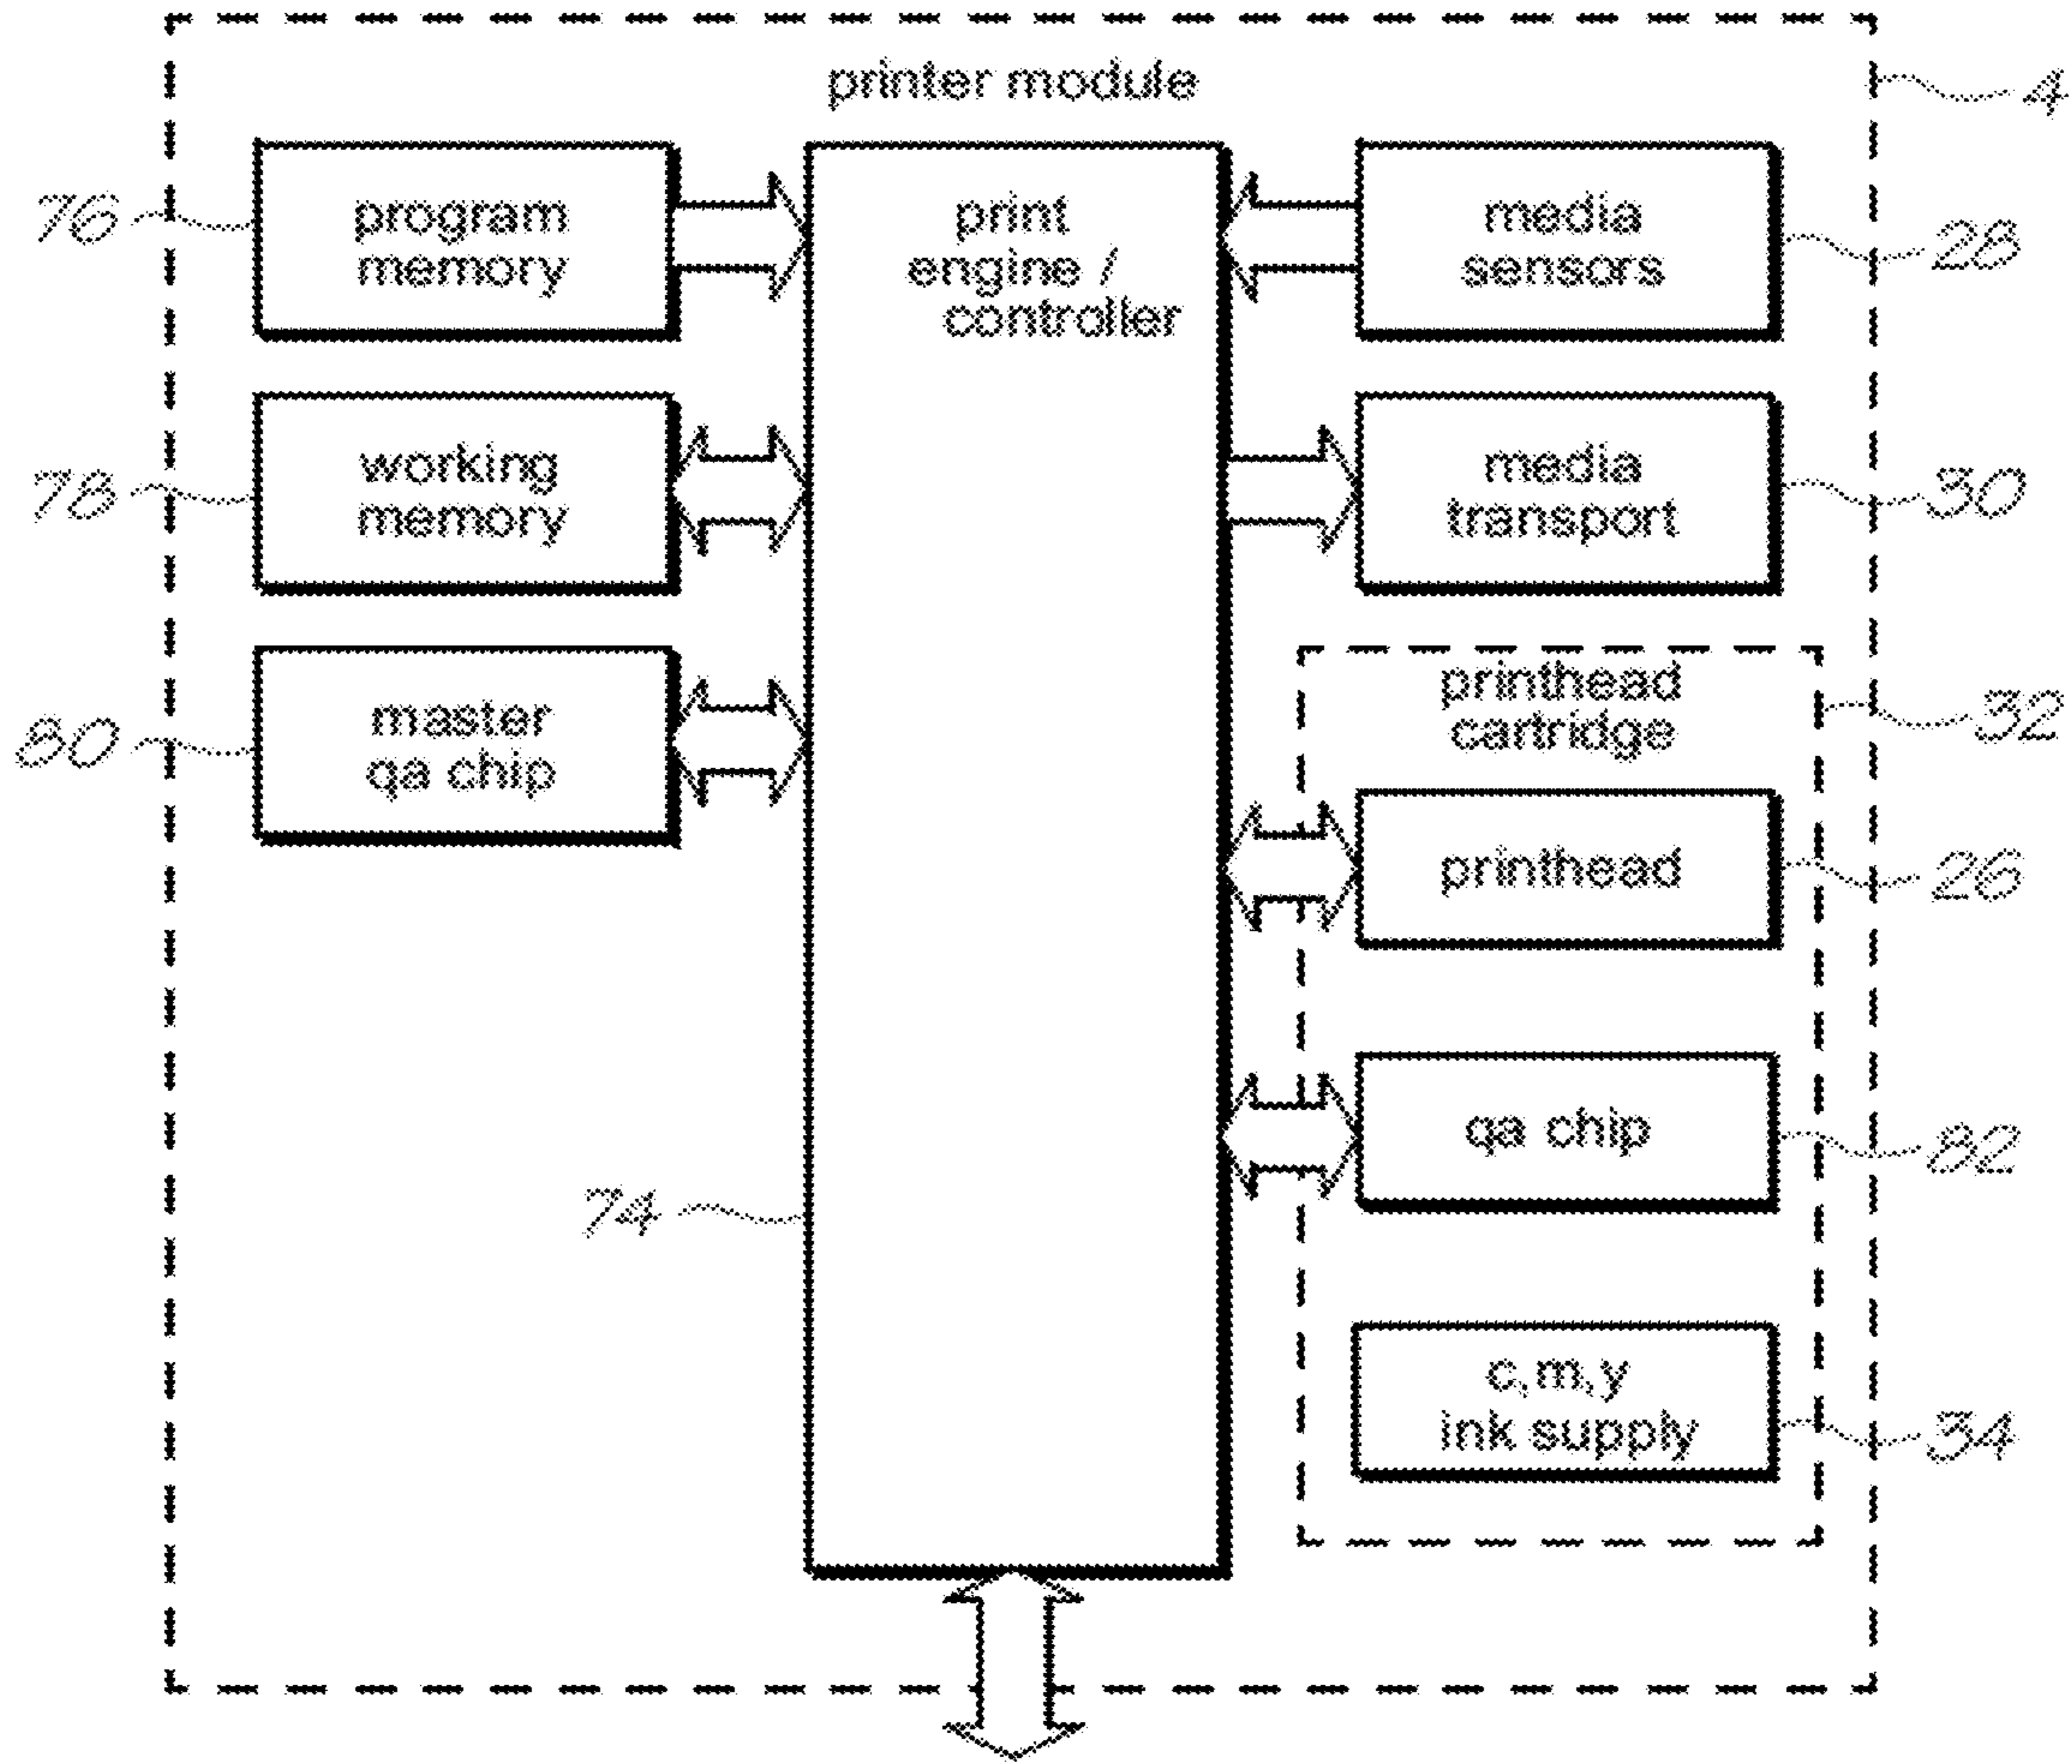 printer module
4
76
program
memory
print
engine /
controller
media
sensors
28
78
working
memory
media
transport
30
80
master
qa chip
printhead
cartridge
32
printhead
26
74
qa chip
82
c,m,y
ink supply
34